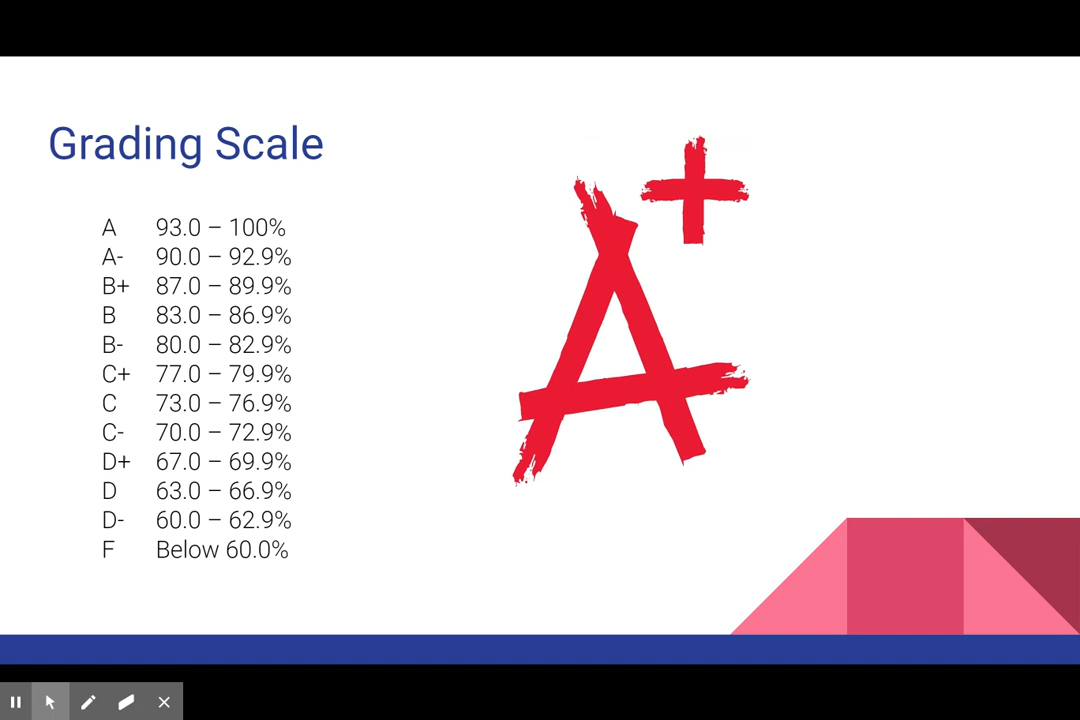 Grading Scale
A+
A 93.0 – 100%
A- 90.0 – 92.9%
B+ 87.0 – 89.9%
B 83.0 – 86.9%
B- 80.0 – 82.9%
C+ 77.0 – 79.9%
C 73.0 – 76.9%
C- 70.0 – 72.9%
D+ 67.0 – 69.9%
D 63.0 – 66.9%
D- 60.0 – 62.9%
F Below 60.0%